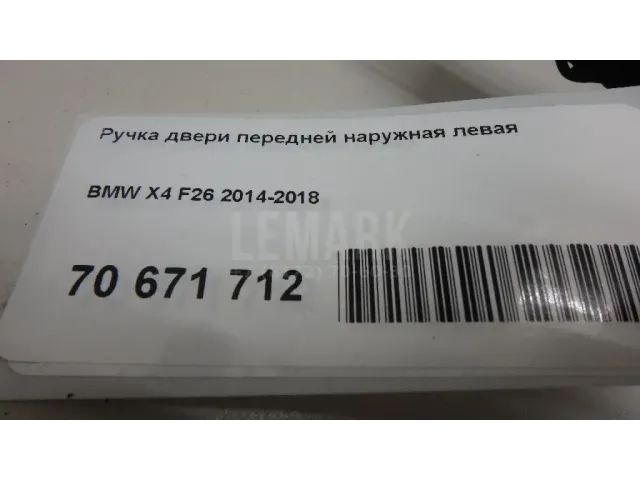 Ручка двери передней наружная левая
BMW X4 F26 2014-2018
LEMARK
70 671 712